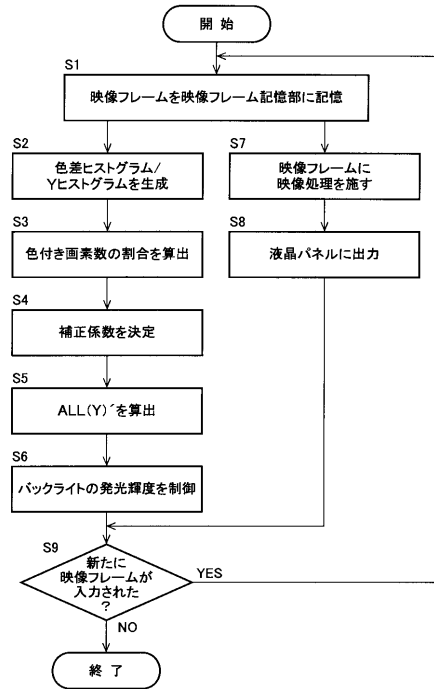 開 始
S1
映像フレームを映像フレーム記憶部に記憶
S2
色差ヒストグラム/
Yヒストグラムを生成
S7
映像フレームに
映像処理を施す
S3
色付き画素数の割合を算出
S8
液晶パネルに出力
S4
補正係数を決定
S5
ALL(Y)´を算出
S6
バックライトの発光輝度を制御
S9
新たに
映像フレームが
入力された
?
YES
NO
終 了